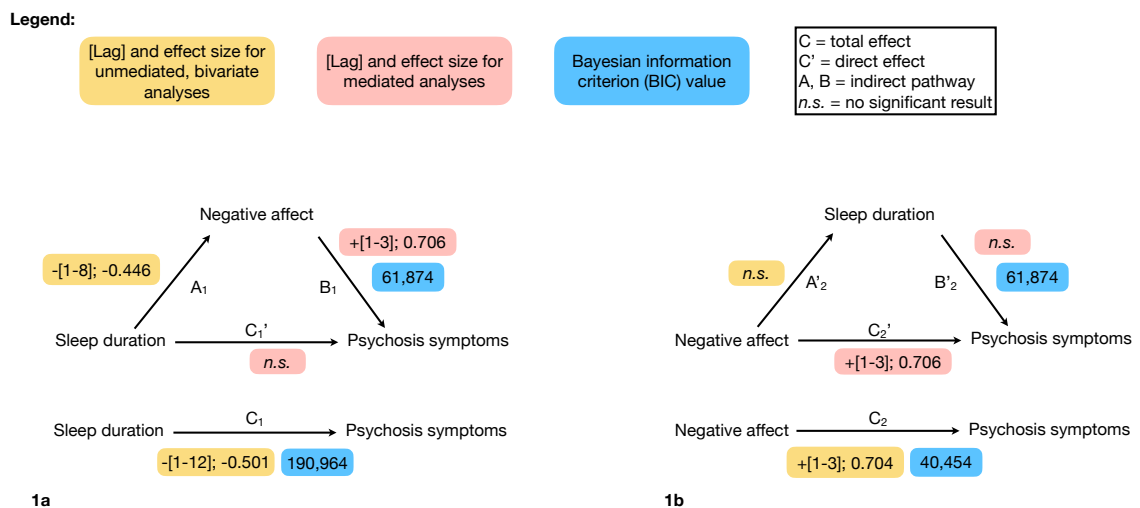 Legend:
[Lag] and effect size for
unmediated, bivariate
analyses
[Lag] and effect size for
mediated analyses
Bayesian information
criterion (BIC) value
C = total effect
C' = direct effect
A, B = indirect pathway
n.s. = no significant result
Negative affect
+[1-3]; 0.706
-[1-8]; -0.446
61,874
A₁
B₁
C₁'
Sleep duration
Psychosis symptoms
n.s.
C₁
Sleep duration
Psychosis symptoms
-[1-12]; -0.501
190,964
1a
Sleep duration
n.s.
n.s.
61,874
A'₂
B'₂
C₂'
Negative affect
Psychosis symptoms
+[1-3]; 0.706
C₂
Negative affect
Psychosis symptoms
+[1-3]; 0.704
40,454
1b